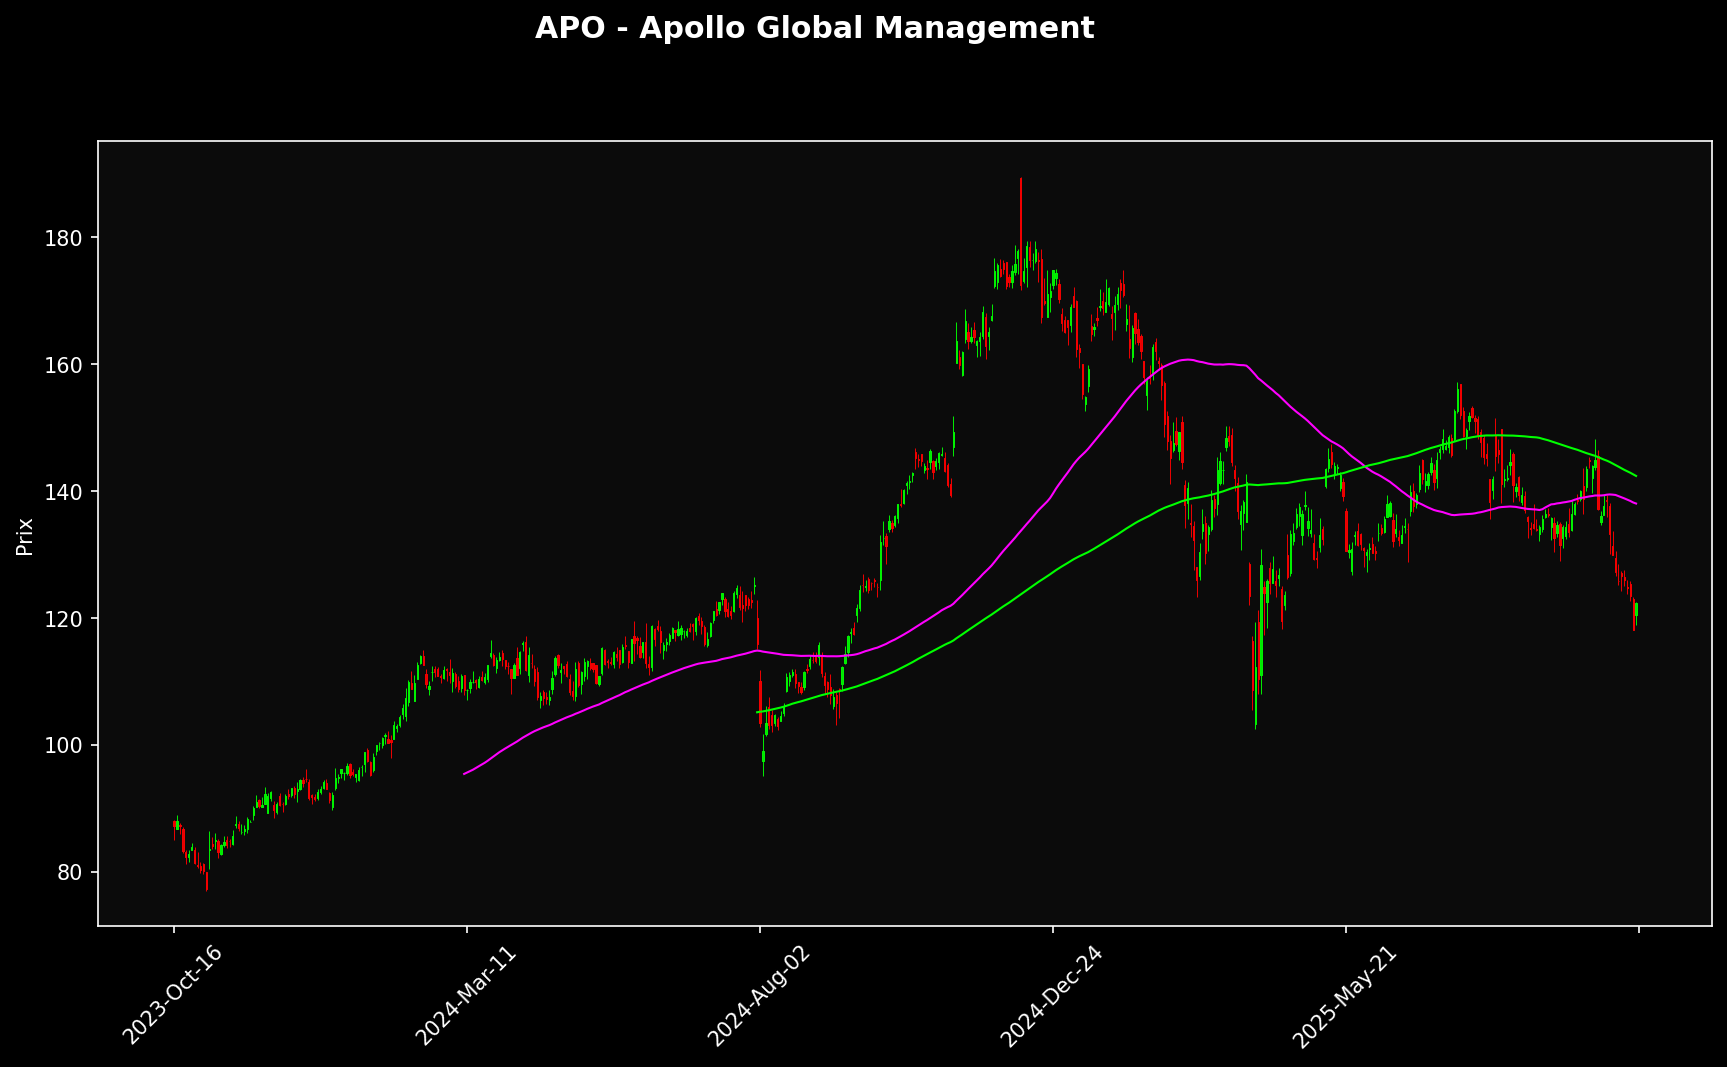 APO - Apollo Global Management
Prix
180
160
140
120
100
80
2023-Oct-16
2024-Mar-11
2024-Aug-02
2024-Dec-24
2025-May-21